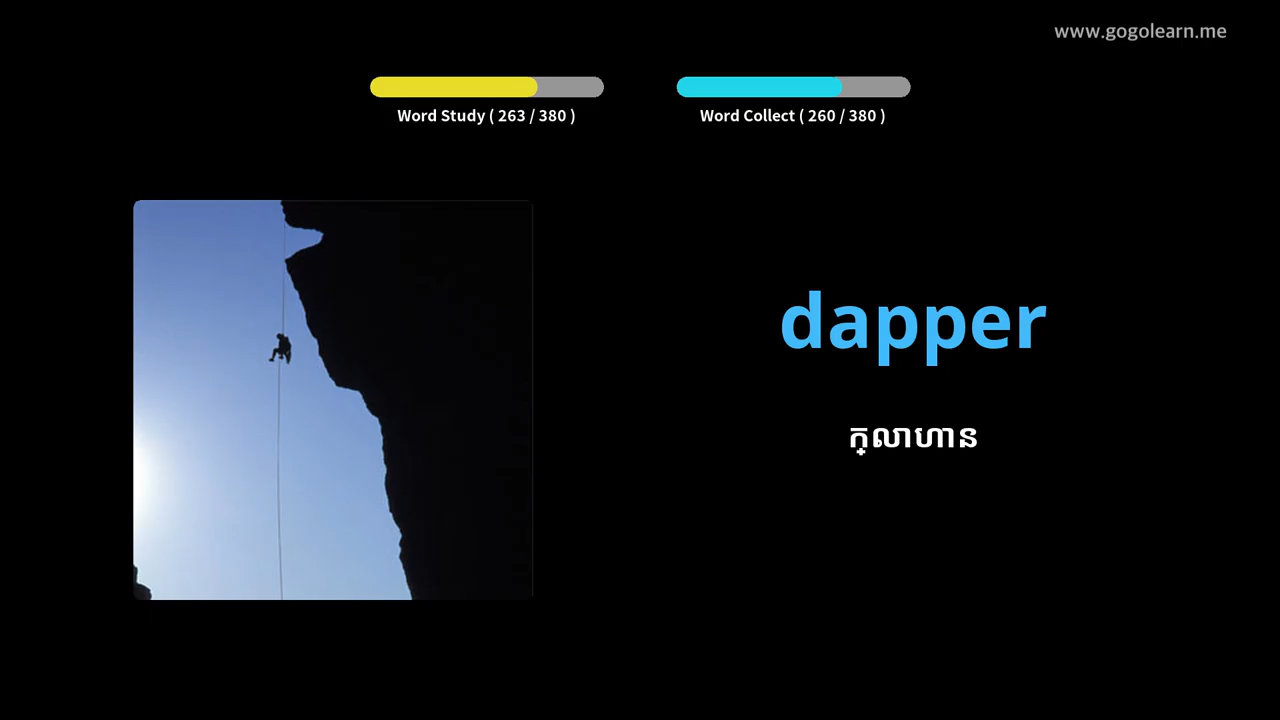 www.gogolearn.me
Word Study ( 263 / 380 )
Word Collect ( 260 / 380 )
dapper
ក្លាហាន